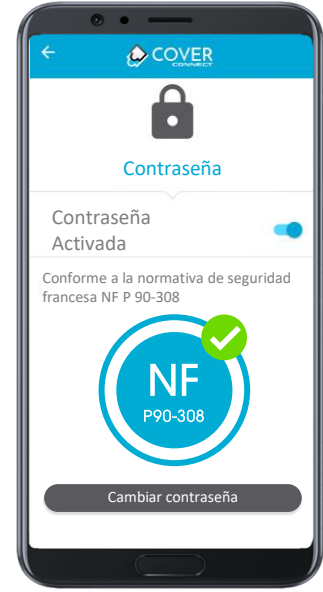 COVER
CONNECT
Contraseña
Contraseña
Activada
Conforme a la normativa de seguridad
francesa NF P 90-308
NF
P90-308
Cambiar contraseña